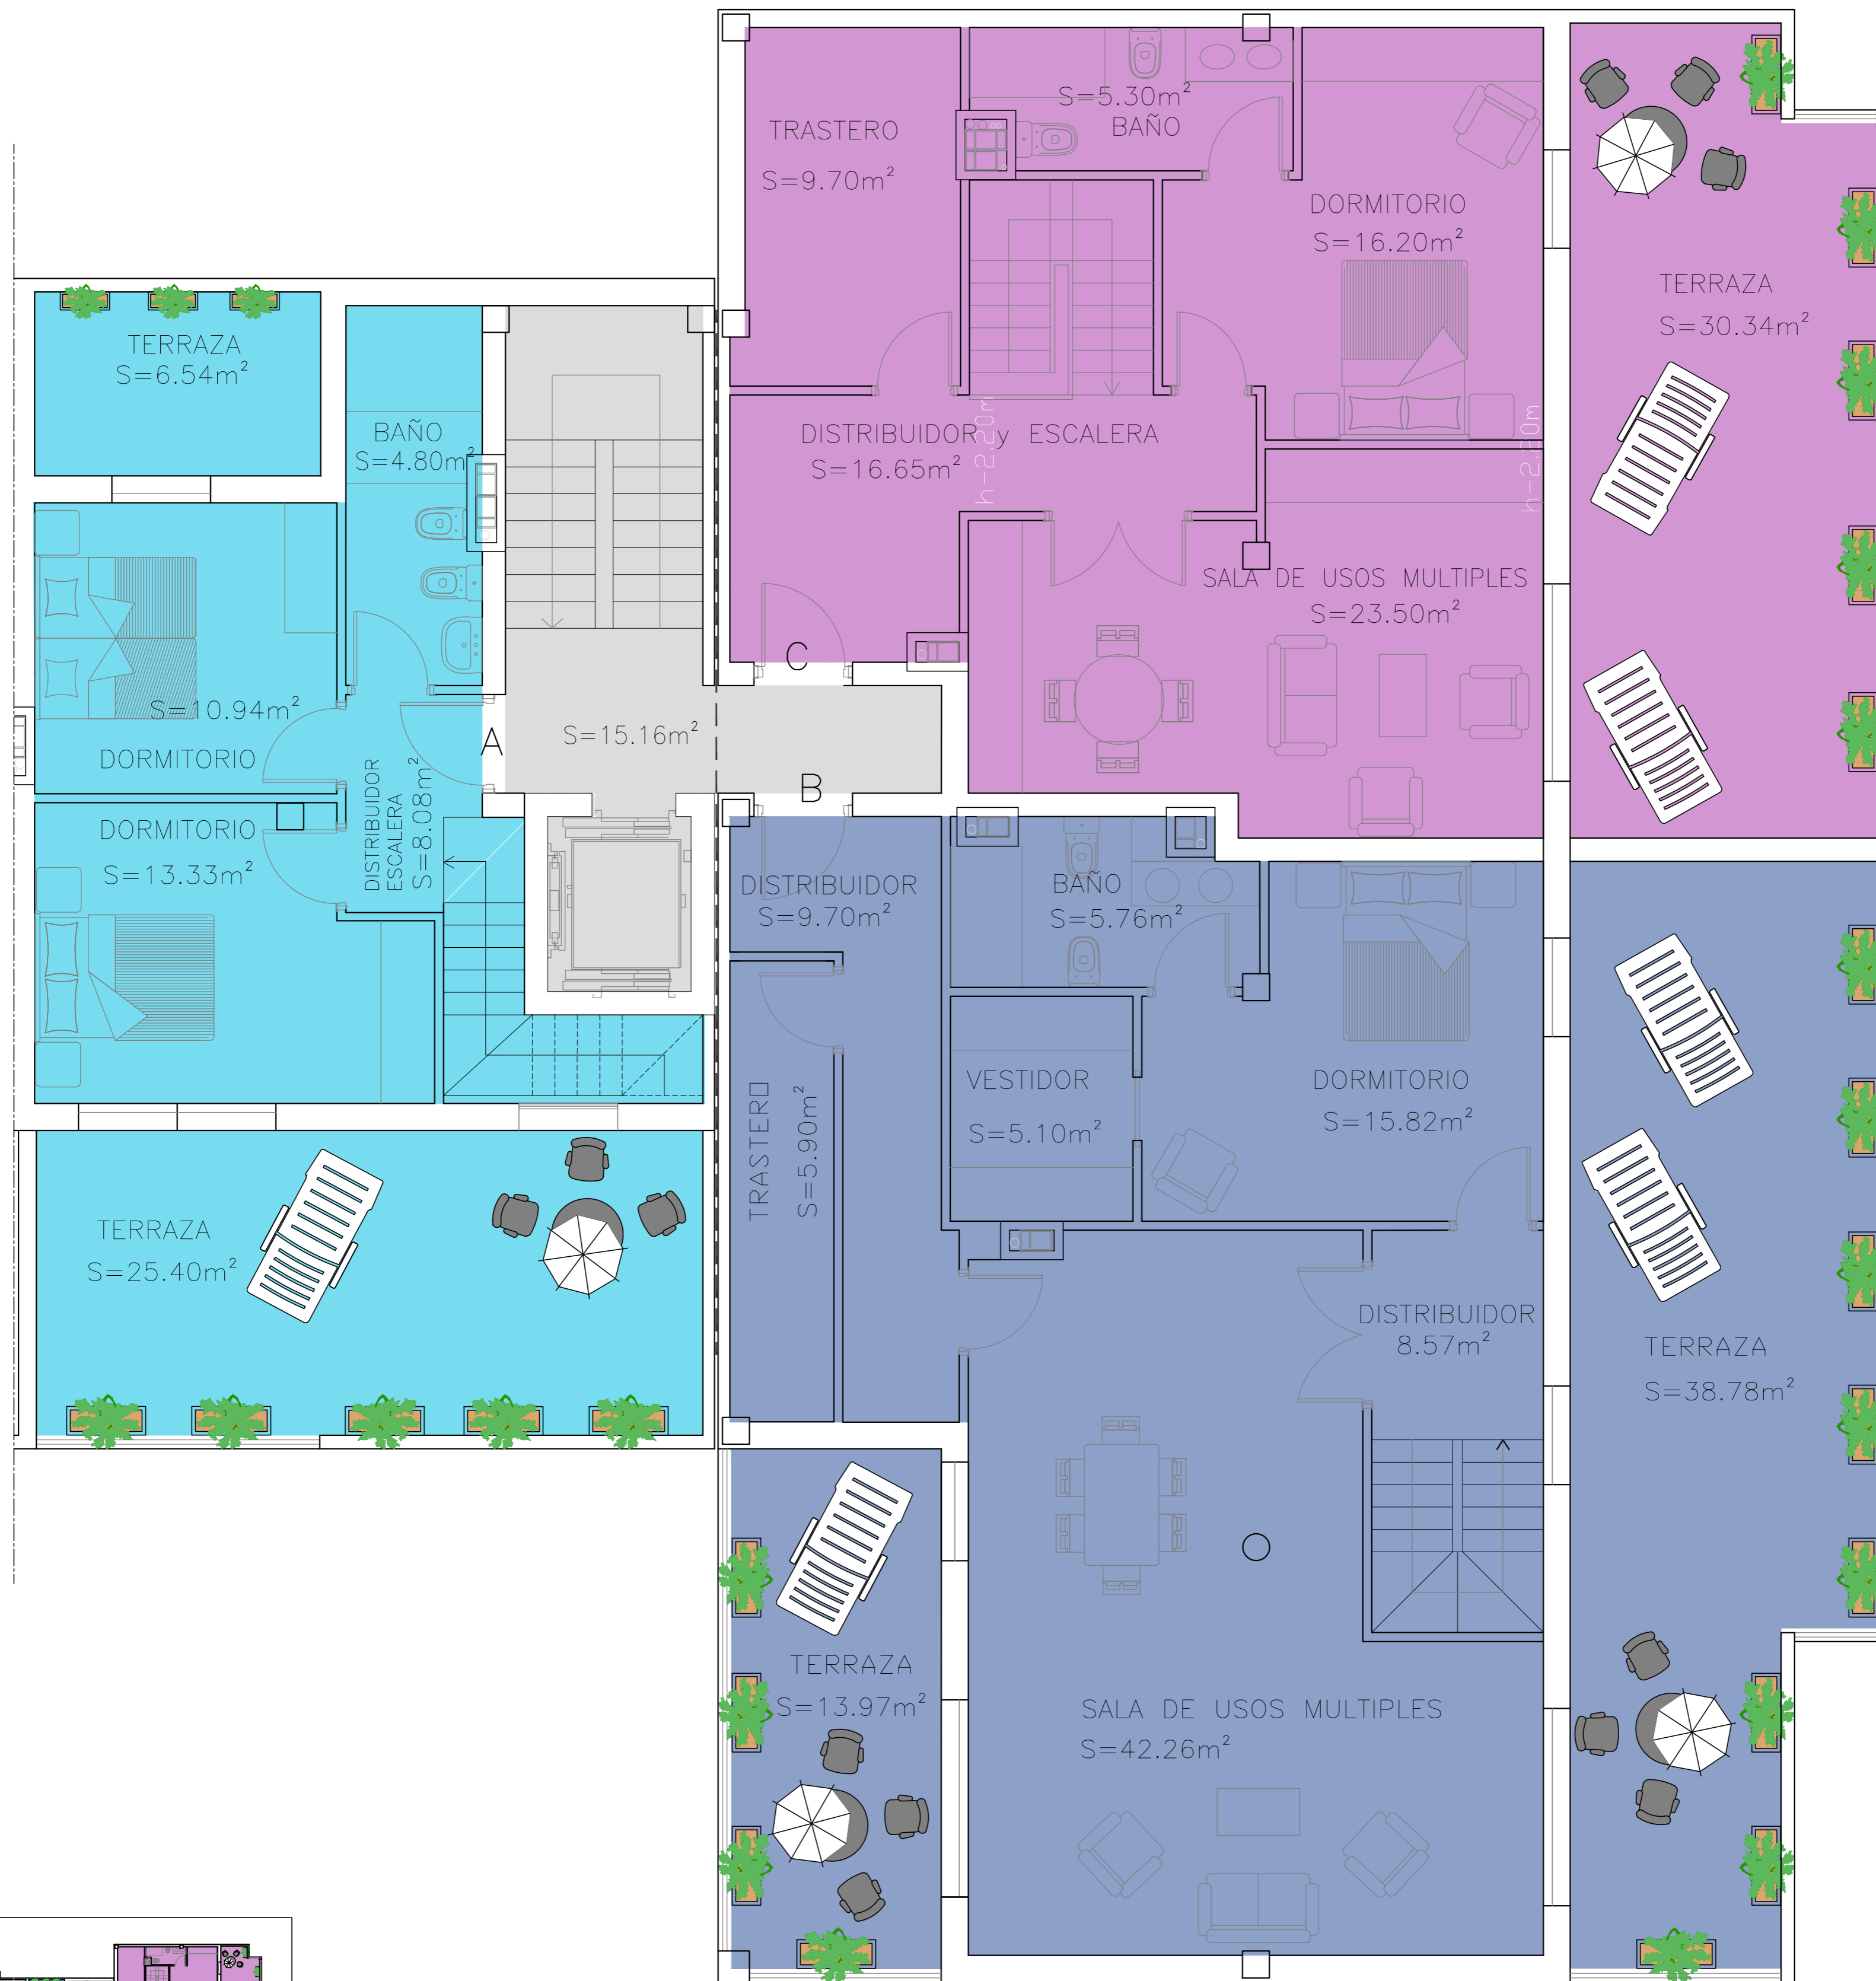 TRASTERO
S=9.70m²
S=5.30m²
BAÑO
DORMITORIO
S=16.20m²
TERRAZA
S=30.34m²
DISTRIBUIDOR y ESCALERA
S=16.65m²
h-2,20m
h-2,20m
SALA DE USOS MULTIPLES
S=23.50m²
C
TERRAZA
S=6.54m²
BAÑO
S=4.80m²
S=10.94m²
DORMITORIO
DISTRIBUIDOR
ESCALERA
S=8.08m²
A
S=15.16m²
B
DORMITORIO
S=13.33m²
TERRAZA
S=25.40m²
DISTRIBUIDOR
S=9.70m²
BAÑO
S=5.76m²
VESTIDOR
S=5.10m²
DORMITORIO
S=15.82m²
TRASTERO
S=5.90m²
DISTRIBUIDOR
8.57m²
TERRAZA
S=38.78m²
TERRAZA
S=13.97m²
SALA DE USOS MULTIPLES
S=42.26m²